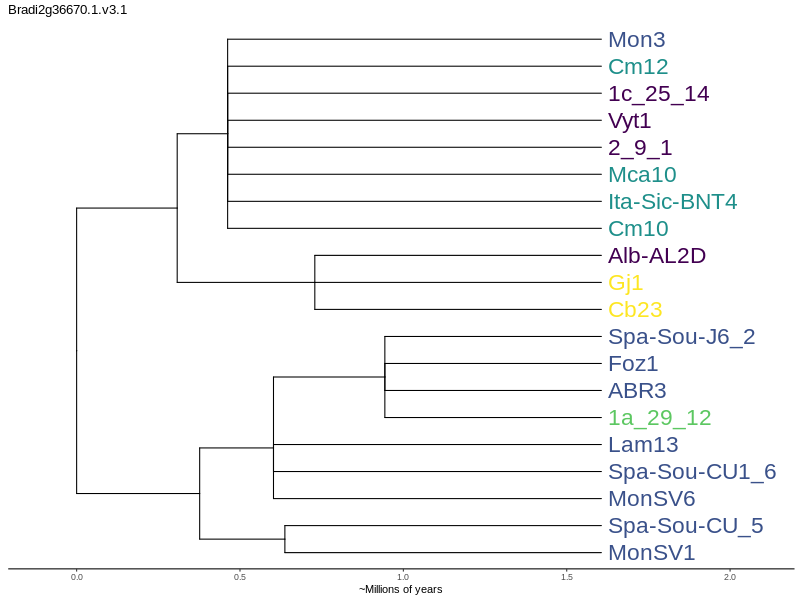 Bradi2g36670.1.v3.1
Mon3
Cm12
1c_25_14
Vyt1
2_9_1
Mca10
Ita-Sic-BNT4
Cm10
Alb-AL2D
Gj1
Cb23
Spa-Sou-J6_2
Foz1
ABR3
1a_29_12
Lam13
Spa-Sou-CU1_6
MonSV6
Spa-Sou-CU_5
MonSV1
0.0 0.5 1.0 1.5 2.0
~Millions of years